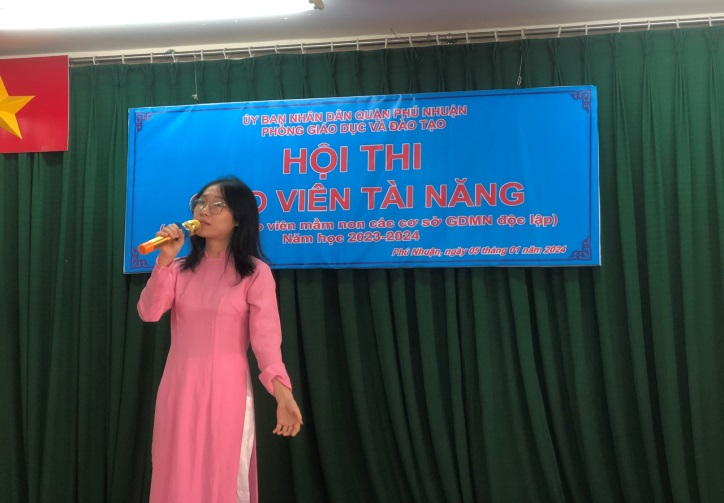 ỦY BAN NHÂN DÂN QUẬN PHÚ NHUẬN
PHÒNG GIÁO DỤC VÀ ĐÀO TẠO
HỘI THI
VIÊN TÀI NĂNG
viên mầm non các cơ sở GDMN độc lập)
Năm học 2023-2024
Phú Nhuận, ngày 05 tháng 01 năm 2024